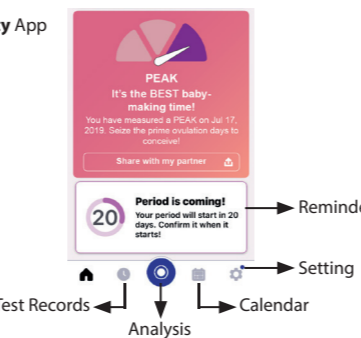 App
PEAK
It's the BEST baby-
making time!
You have measured a PEAK on Jul 17,
2019. Seize the prime ovulation days to
conceive!
Share with my partner
20
Period is coming!
Your period will start in 20
days. Confirm it when it
starts!
Setting
Test Records
Calendar
Analysis